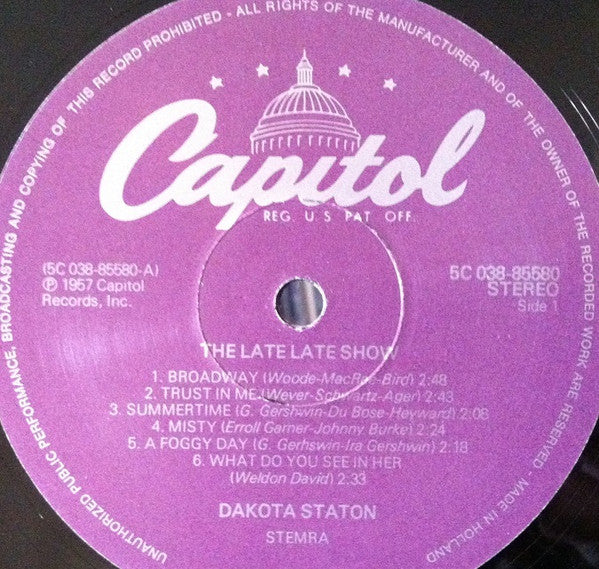 UNAUTHORIZED PUBLIC PERFORMANCE, BROADCASTING AND COPYING OF THIS RECORD PROHIBITED - ALL RIGHTS OF THE MANUFACTURER AND OF THE OWNER OF THE RECORDED WORK ARE RESERVED - MADE IN HOLLAND
Capitol
REG. U.S. PAT. OFF.
(5C 038-85580-A)
℗ 1957 Capitol
Records, Inc.
5C 038-85580
STEREO
Side 1
THE LATE LATE SHOW
1. BROADWAY (Woode-MacRae-Bird) 2:48
2. TRUST IN ME (Wever-Schwartz-Ager) 2:43
3. SUMMERTIME (G. Gershwin-Du Bose-Heyward) 2:08
4. MISTY (Erroll Garner-Johnny Burke) 2:24
5. A FOGGY DAY (G. Gerhswin-Ira Gershwin) 2:18
6. WHAT DO YOU SEE IN HER
(Weldon David) 2:33
DAKOTA STATON
STEMRA